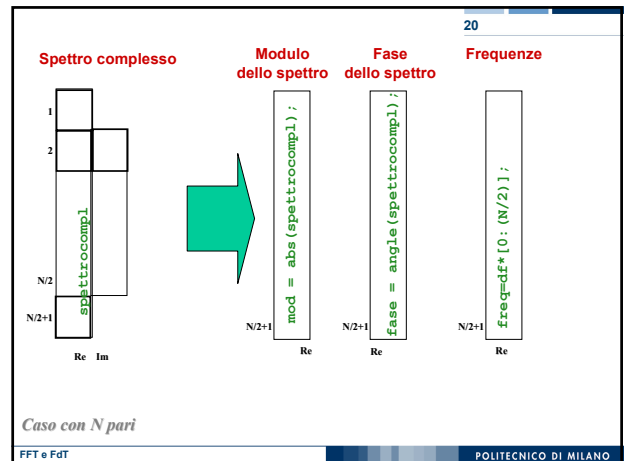 20
Spettro complesso
Modulo
dello spettro
Fase
dello spettro
Frequenze
1
2
N/2
N/2+1
spettrocompl
Re Im
mod = abs(spettrocompl);
N/2+1
Re
fase = angle(spettrocompl);
N/2+1
Re
freq=df*[0:(N/2)];
N/2+1
Re
Caso con N pari
FFT e FdT
POLITECNICO DI MILANO